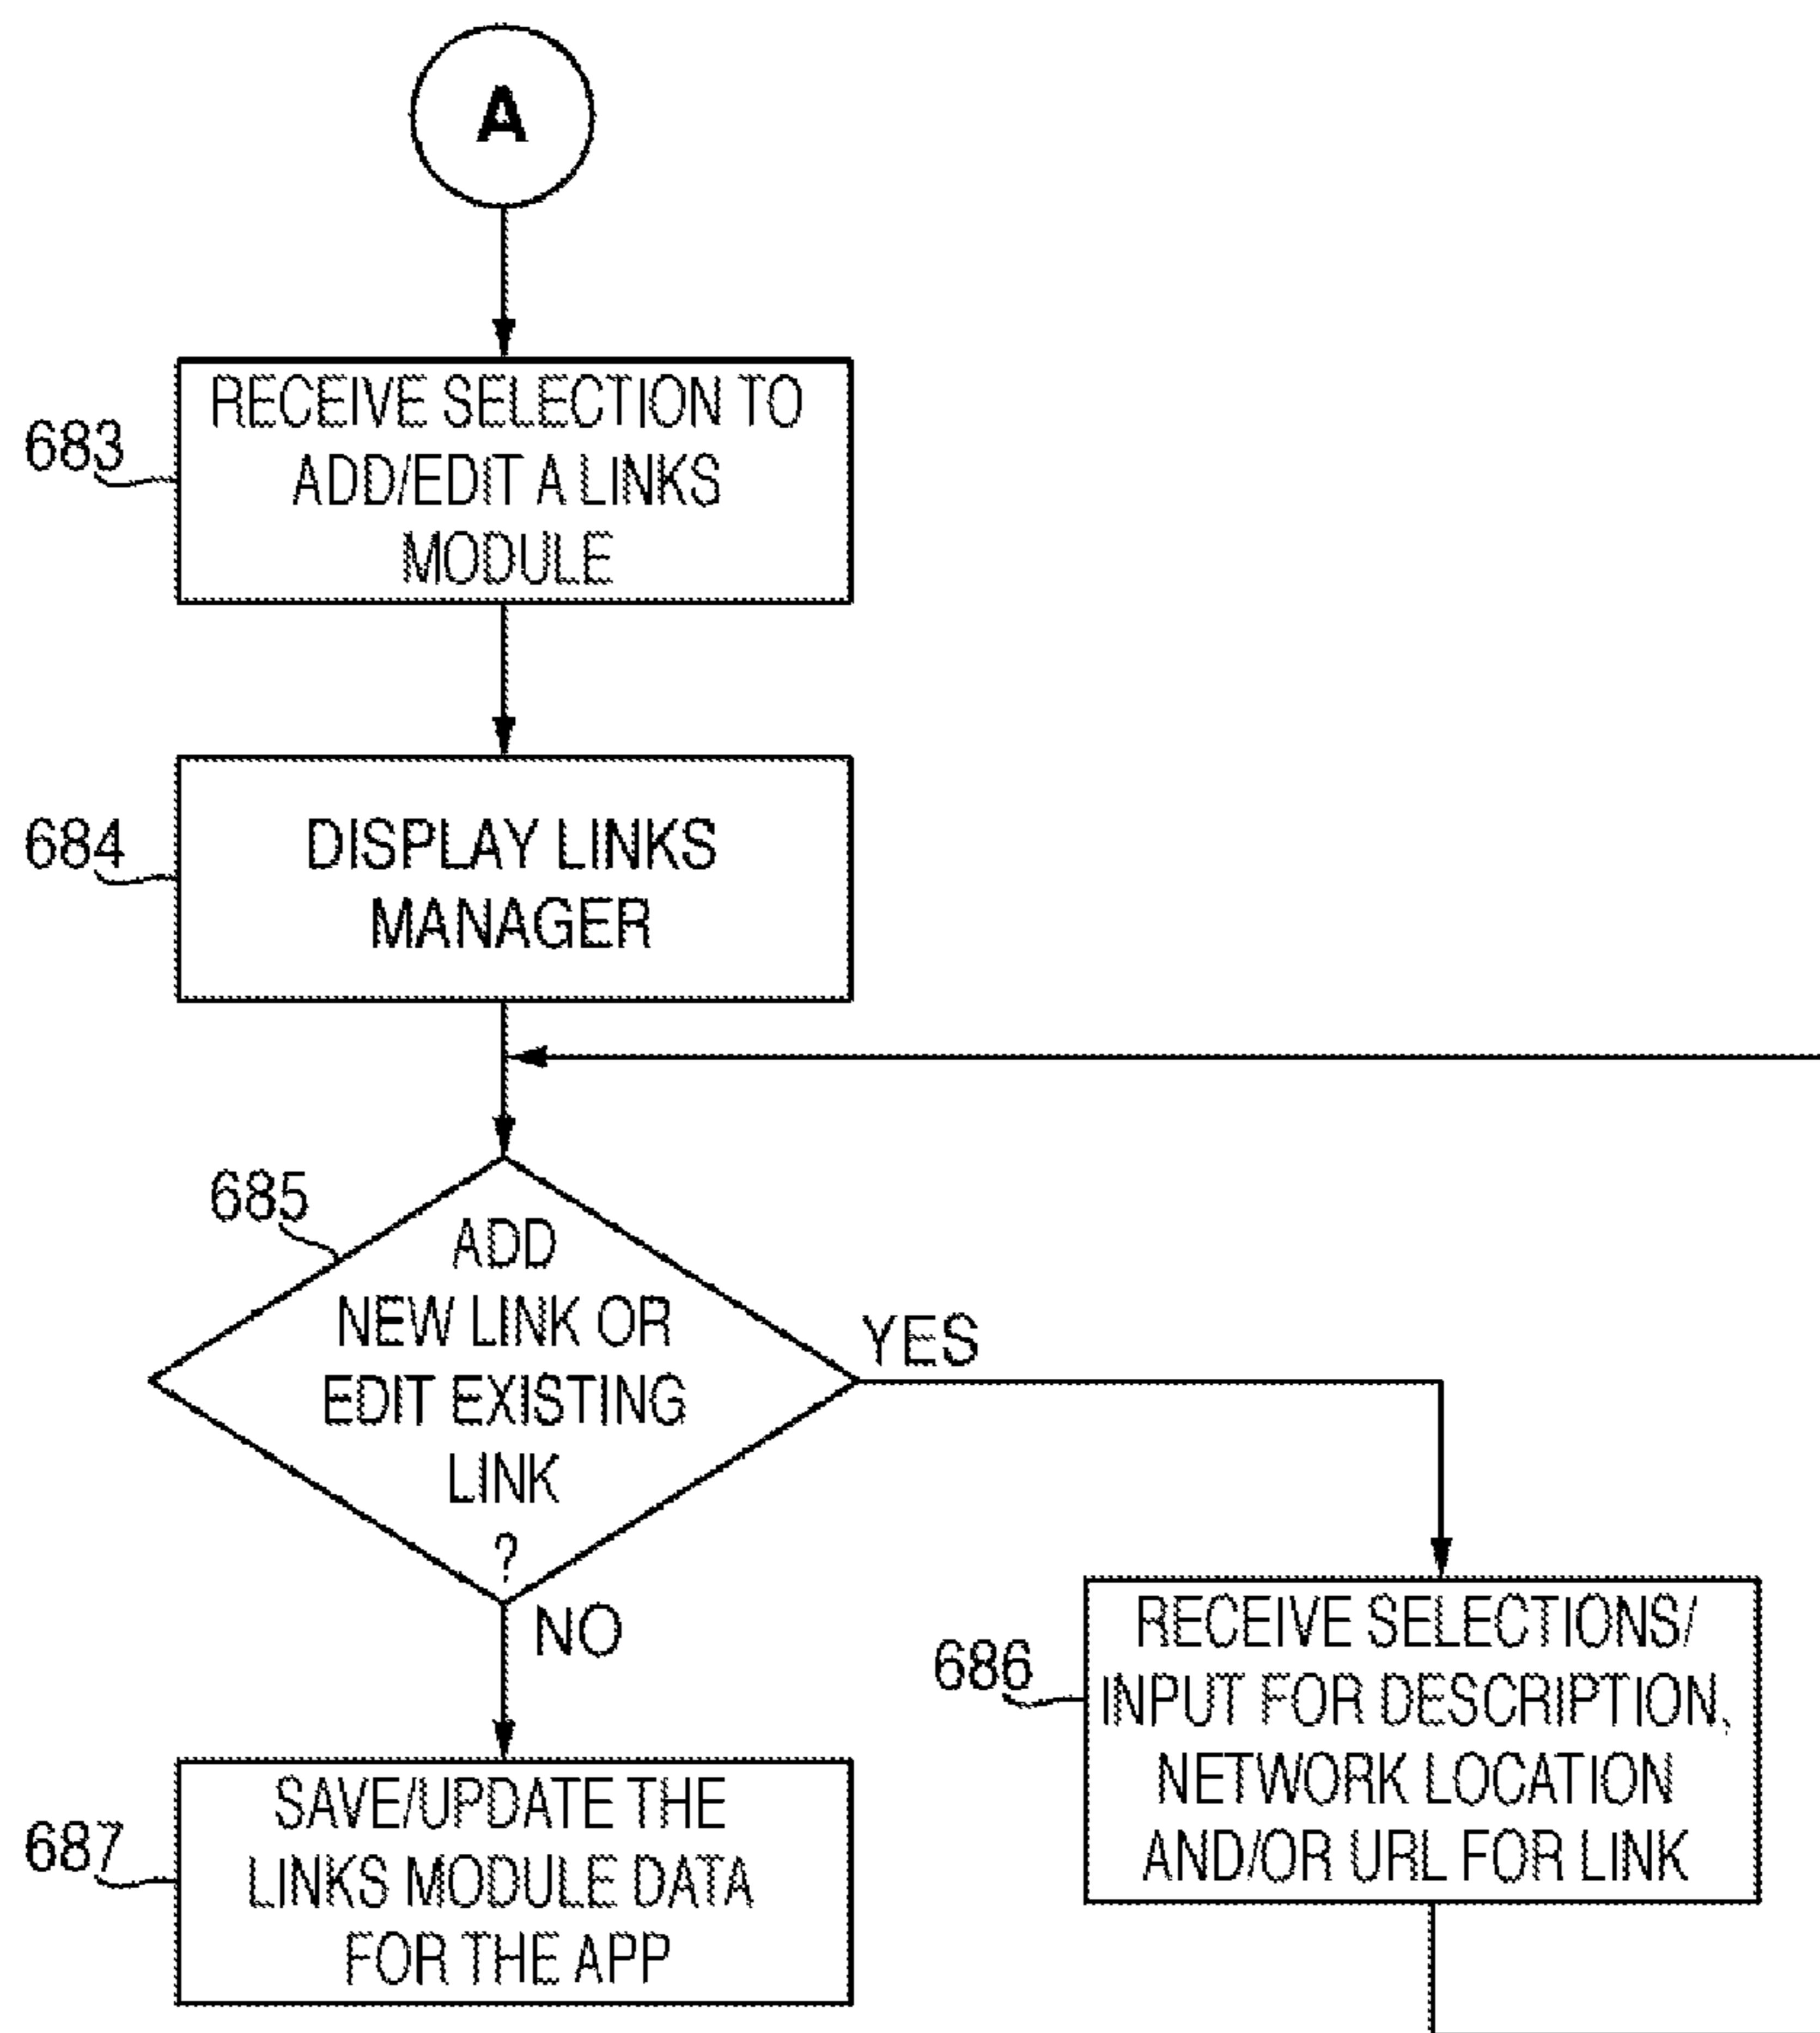 A
683
RECEIVE SELECTION TO
ADD/EDIT A LINKS
MODULE
684
DISPLAY LINKS
MANAGER
685
ADD
NEW LINK OR
EDIT EXISTING
LINK
?
YES
NO
686
RECEIVE SELECTIONS/
INPUT FOR DESCRIPTION,
NETWORK LOCATION
AND/OR URL FOR LINK
687
SAVE/UPDATE THE
LINKS MODULE DATA
FOR THE APP